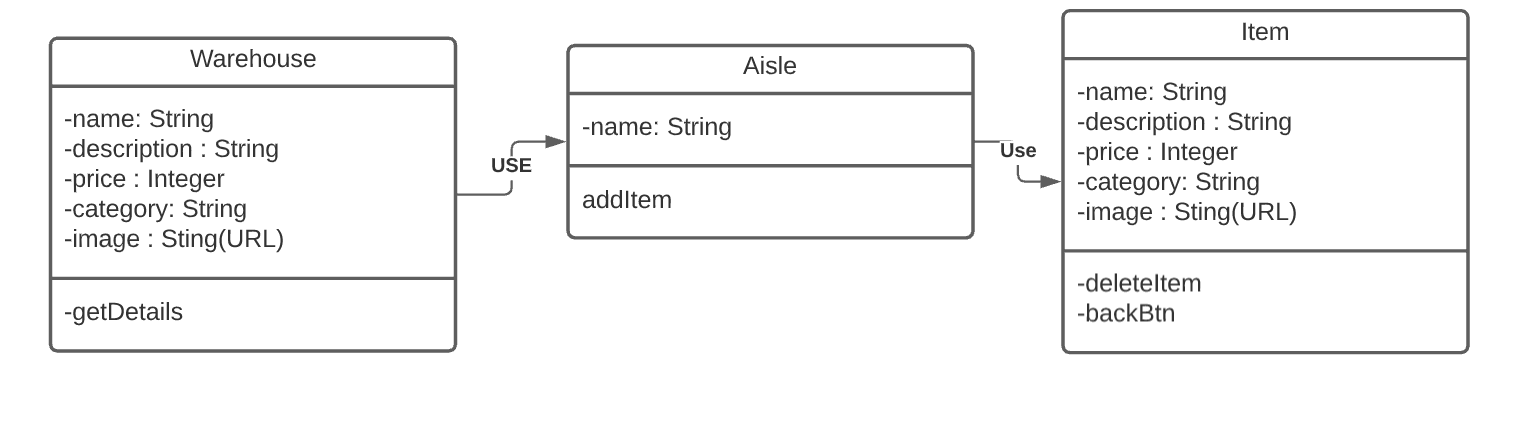 Warehouse
-name: String
-description : String
-price : Integer
-category: String
-image : Sting(URL)
-getDetails
USE
Aisle
-name: String
addItem
Use
Item
-name: String
-description : String
-price : Integer
-category: String
-image : Sting(URL)
-deleteItem
-backBtn